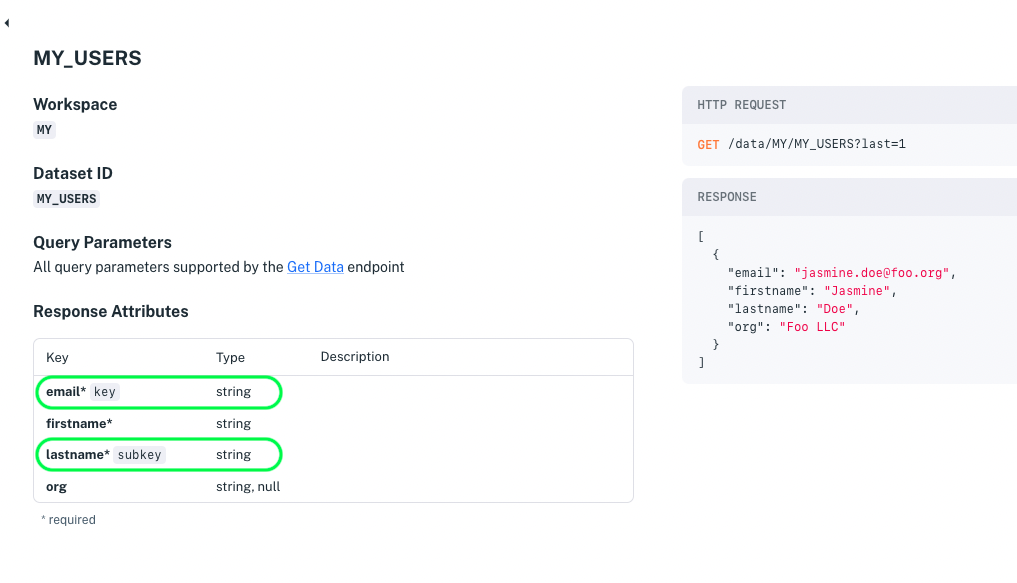 MY_USERS
Workspace
MY
Dataset ID
MY_USERS
Query Parameters
All query parameters supported by the Get Data endpoint
Response Attributes
Key Type Description
email* key string
firstname* string
lastname* subkey string
org string, null
* required
HTTP REQUEST
GET /data/MY/MY_USERS?last=1
RESPONSE
[
{
"email": "jasmine.doe@foo.org",
"firstname": "Jasmine",
"lastname": "Doe",
"org": "Foo LLC"
}
]